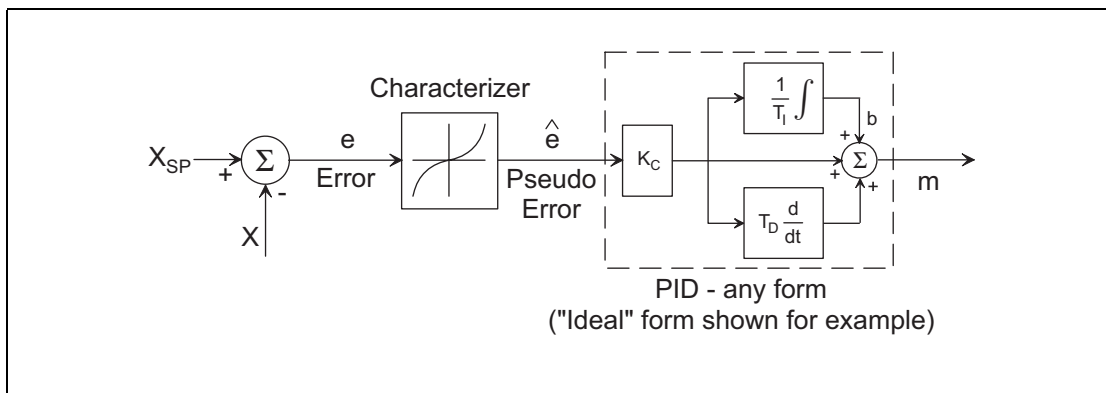 Characterizer
X_SP
+
-
Σ
X
e
Error
ê
Pseudo
Error
K_C
1/T_I ∫
b
T_D d/dt
+
+
+
Σ
m
PID - any form
("Ideal" form shown for example)